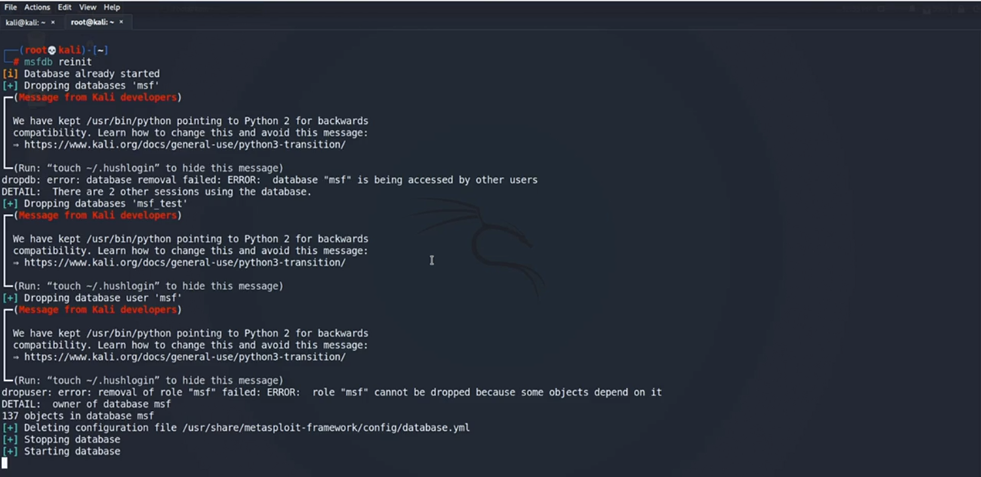 File Actions Edit View Help
kali@kali: ~ × root@kali: ~ ×
(root💀kali)-[~]
# msfdb reinit
[i] Database already started
[+] Dropping databases 'msf'
(Message from Kali developers)
We have kept /usr/bin/python pointing to Python 2 for backwards
compatibility. Learn how to change this and avoid this message:
⇒ https://www.kali.org/docs/general-use/python3-transition/
(Run: “touch ~/.hushlogin” to hide this message)
dropdb: error: database removal failed: ERROR:  database "msf" is being accessed by other users
DETAIL:  There are 2 other sessions using the database.
[+] Dropping databases 'msf_test'
(Message from Kali developers)
We have kept /usr/bin/python pointing to Python 2 for backwards
compatibility. Learn how to change this and avoid this message:
⇒ https://www.kali.org/docs/general-use/python3-transition/
(Run: “touch ~/.hushlogin” to hide this message)
[+] Dropping database user 'msf'
(Message from Kali developers)
We have kept /usr/bin/python pointing to Python 2 for backwards
compatibility. Learn how to change this and avoid this message:
⇒ https://www.kali.org/docs/general-use/python3-transition/
(Run: “touch ~/.hushlogin” to hide this message)
dropuser: error: removal of role "msf" failed: ERROR:  role "msf" cannot be dropped because some objects depend on it
DETAIL:  owner of database msf
137 objects in database msf
[+] Deleting configuration file /usr/share/metasploit-framework/config/database.yml
[+] Stopping database
[+] Starting database